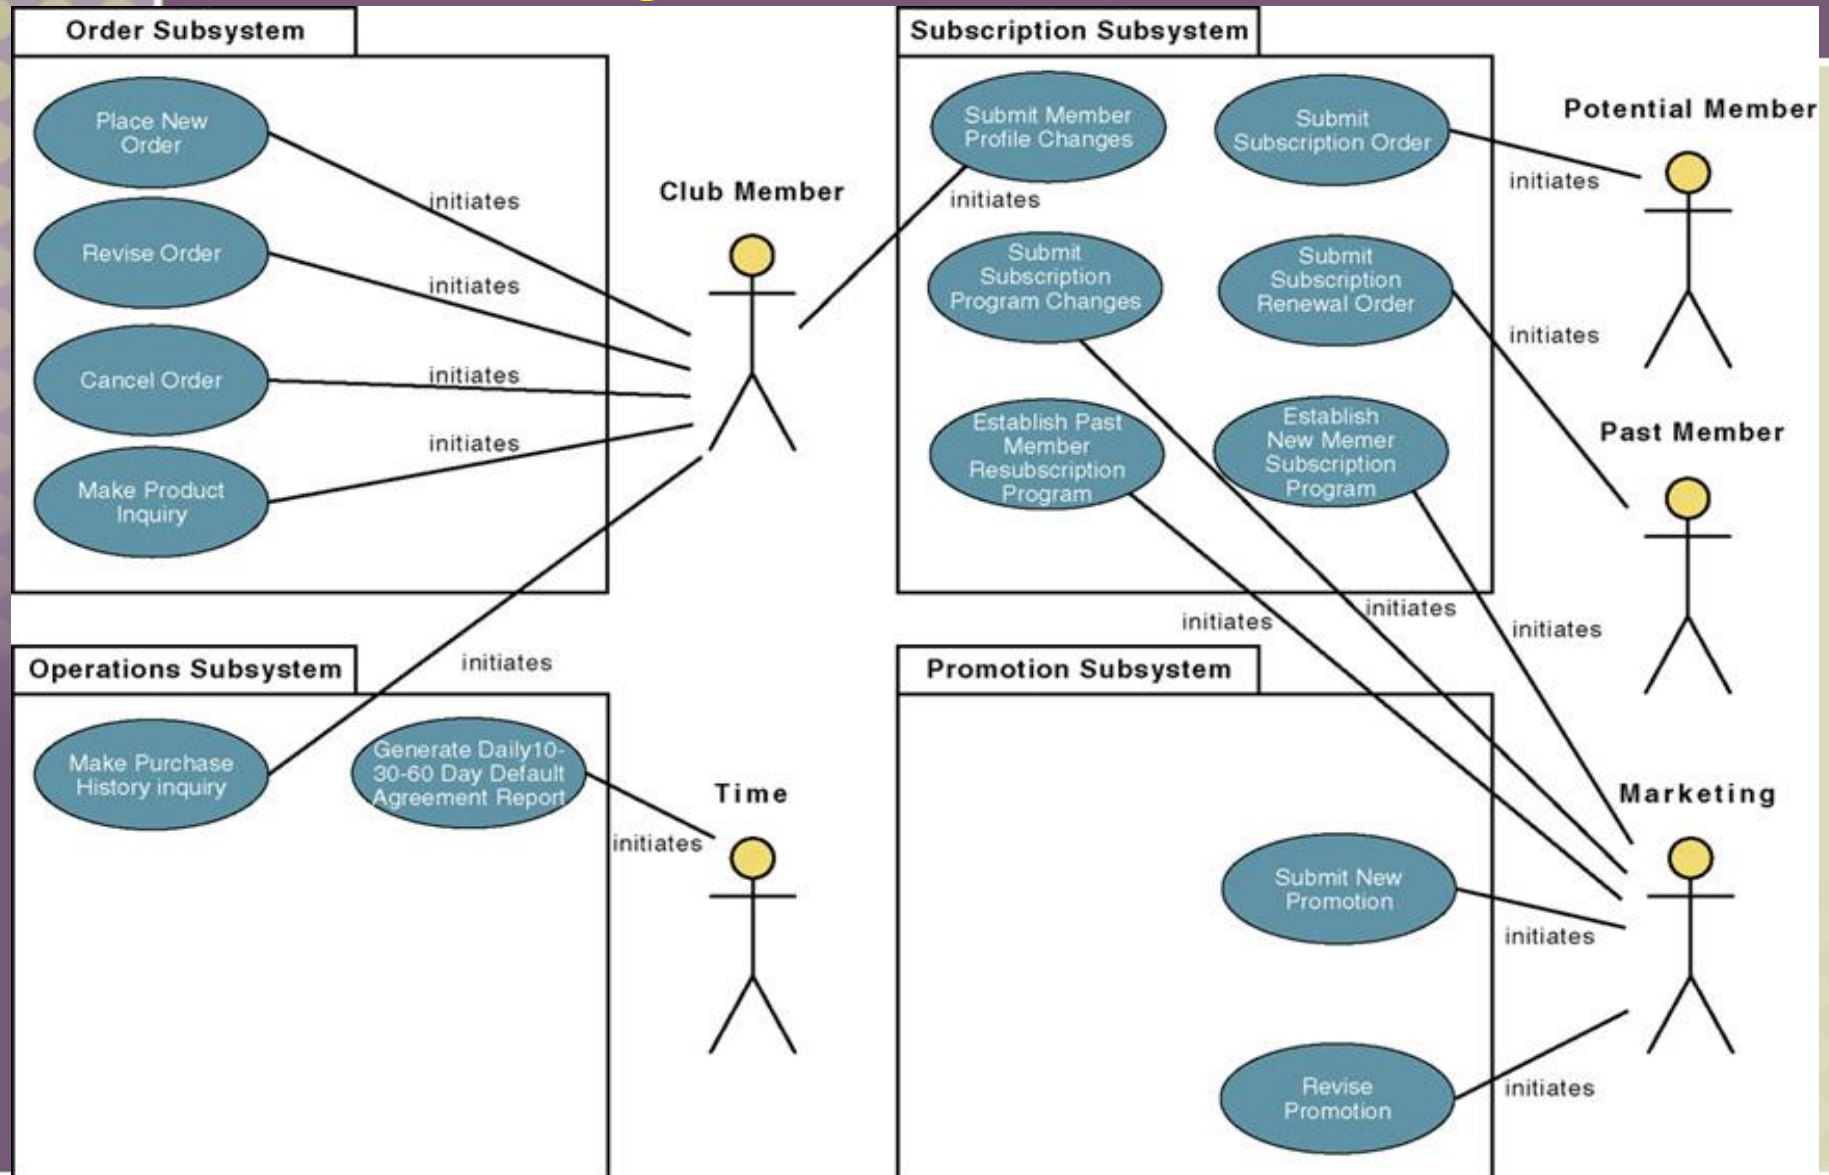 Order Subsystem
Place New
Order
Revise Order
Cancel Order
Make Product
Inquiry
initiates
initiates
initiates
initiates
Club Member
Subscription Subsystem
Submit Member
Profile Changes
Submit
Subscription Order
initiates
Submit
Subscription
Program Changes
Submit
Subscription
Renewal Order
Establish Past
Member
Resubscription
Program
Establish
New Memer
Subscription
Program
Potential Member
initiates
initiates
Past Member
initiates
initiates
initiates
Operations Subsystem
initiates
Make Purchase
History inquiry
Generate Daily10-
30-60 Day Default
Agreement Report
Time
initiates
Promotion Subsystem
Marketing
Submit New
Promotion
initiates
Revise
Promotion
initiates